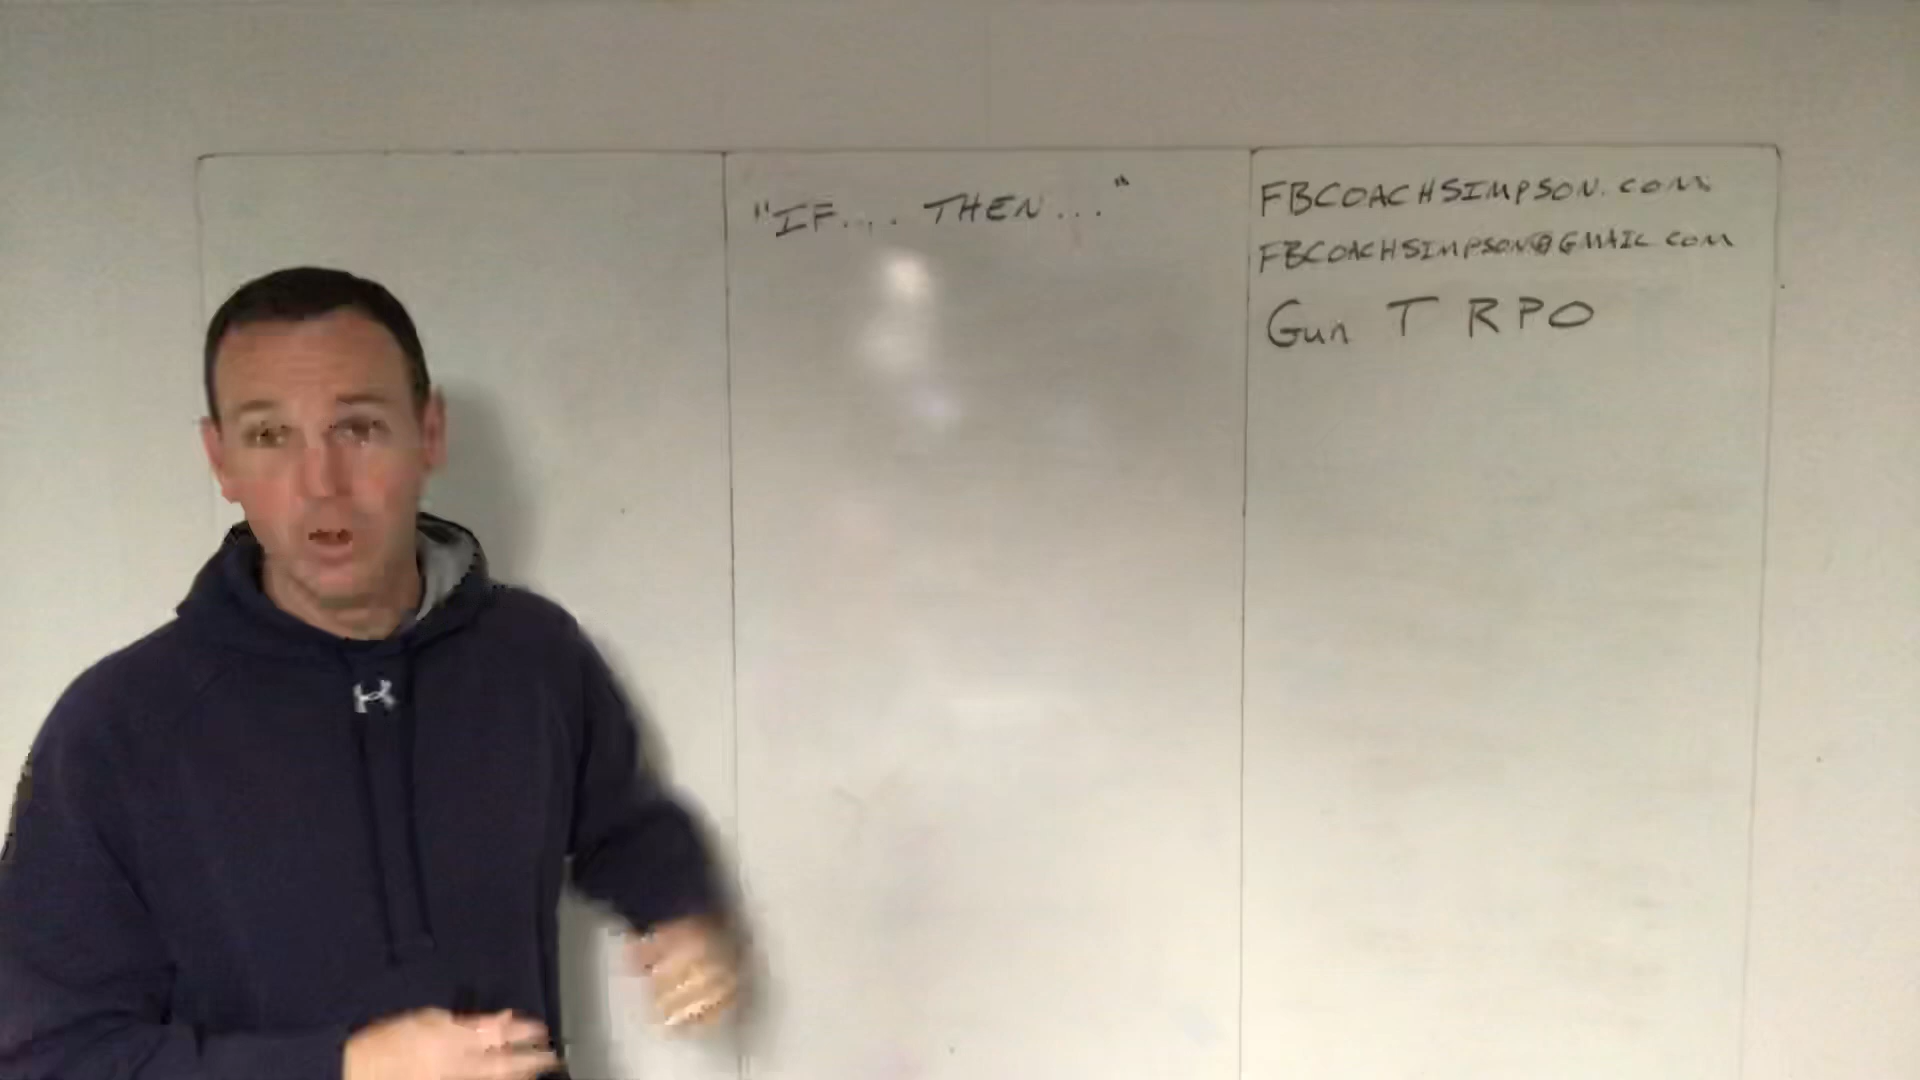 "IF... THEN..."
FBCOACHSIMPSON.COM
FBCOACHSIMPSON@GMAIL.COM
Gun T RPO